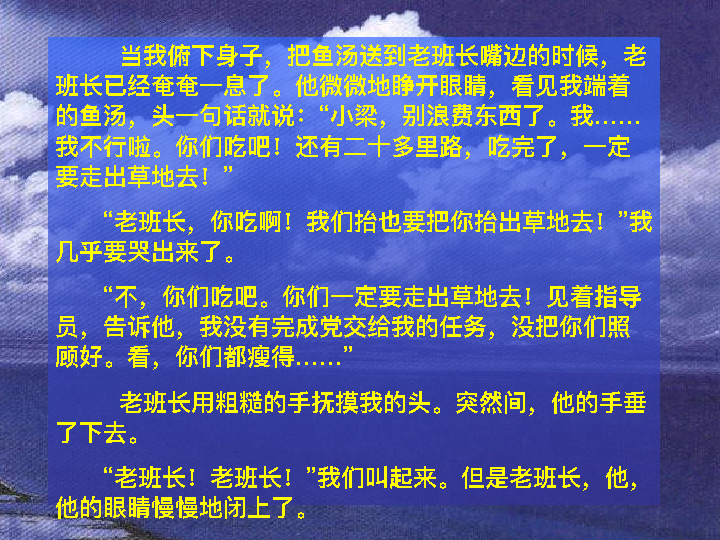 当我俯下身子，把鱼汤送到老班长嘴边的时候，老
班长已经奄奄一息了。他微微地睁开眼睛，看见我端着
的鱼汤，头一句话就说：“小梁，别浪费东西了。我……
我不行啦。你们吃吧！还有二十多里路，吃完了，一定
要走出草地去！”
“老班长，你吃啊！我们抬也要把你抬出草地去！”我
几乎要哭出来了。
“不，你们吃吧。你们一定要走出草地去！见着指导
员，告诉他，我没有完成党交给我的任务，没把你们照
顾好。看，你们都瘦得……”
老班长用粗糙的手抚摸我的头。突然间，他的手垂
了下去。
“老班长！老班长！”我们叫起来。但是老班长，他，
他的眼睛慢慢地闭上了。